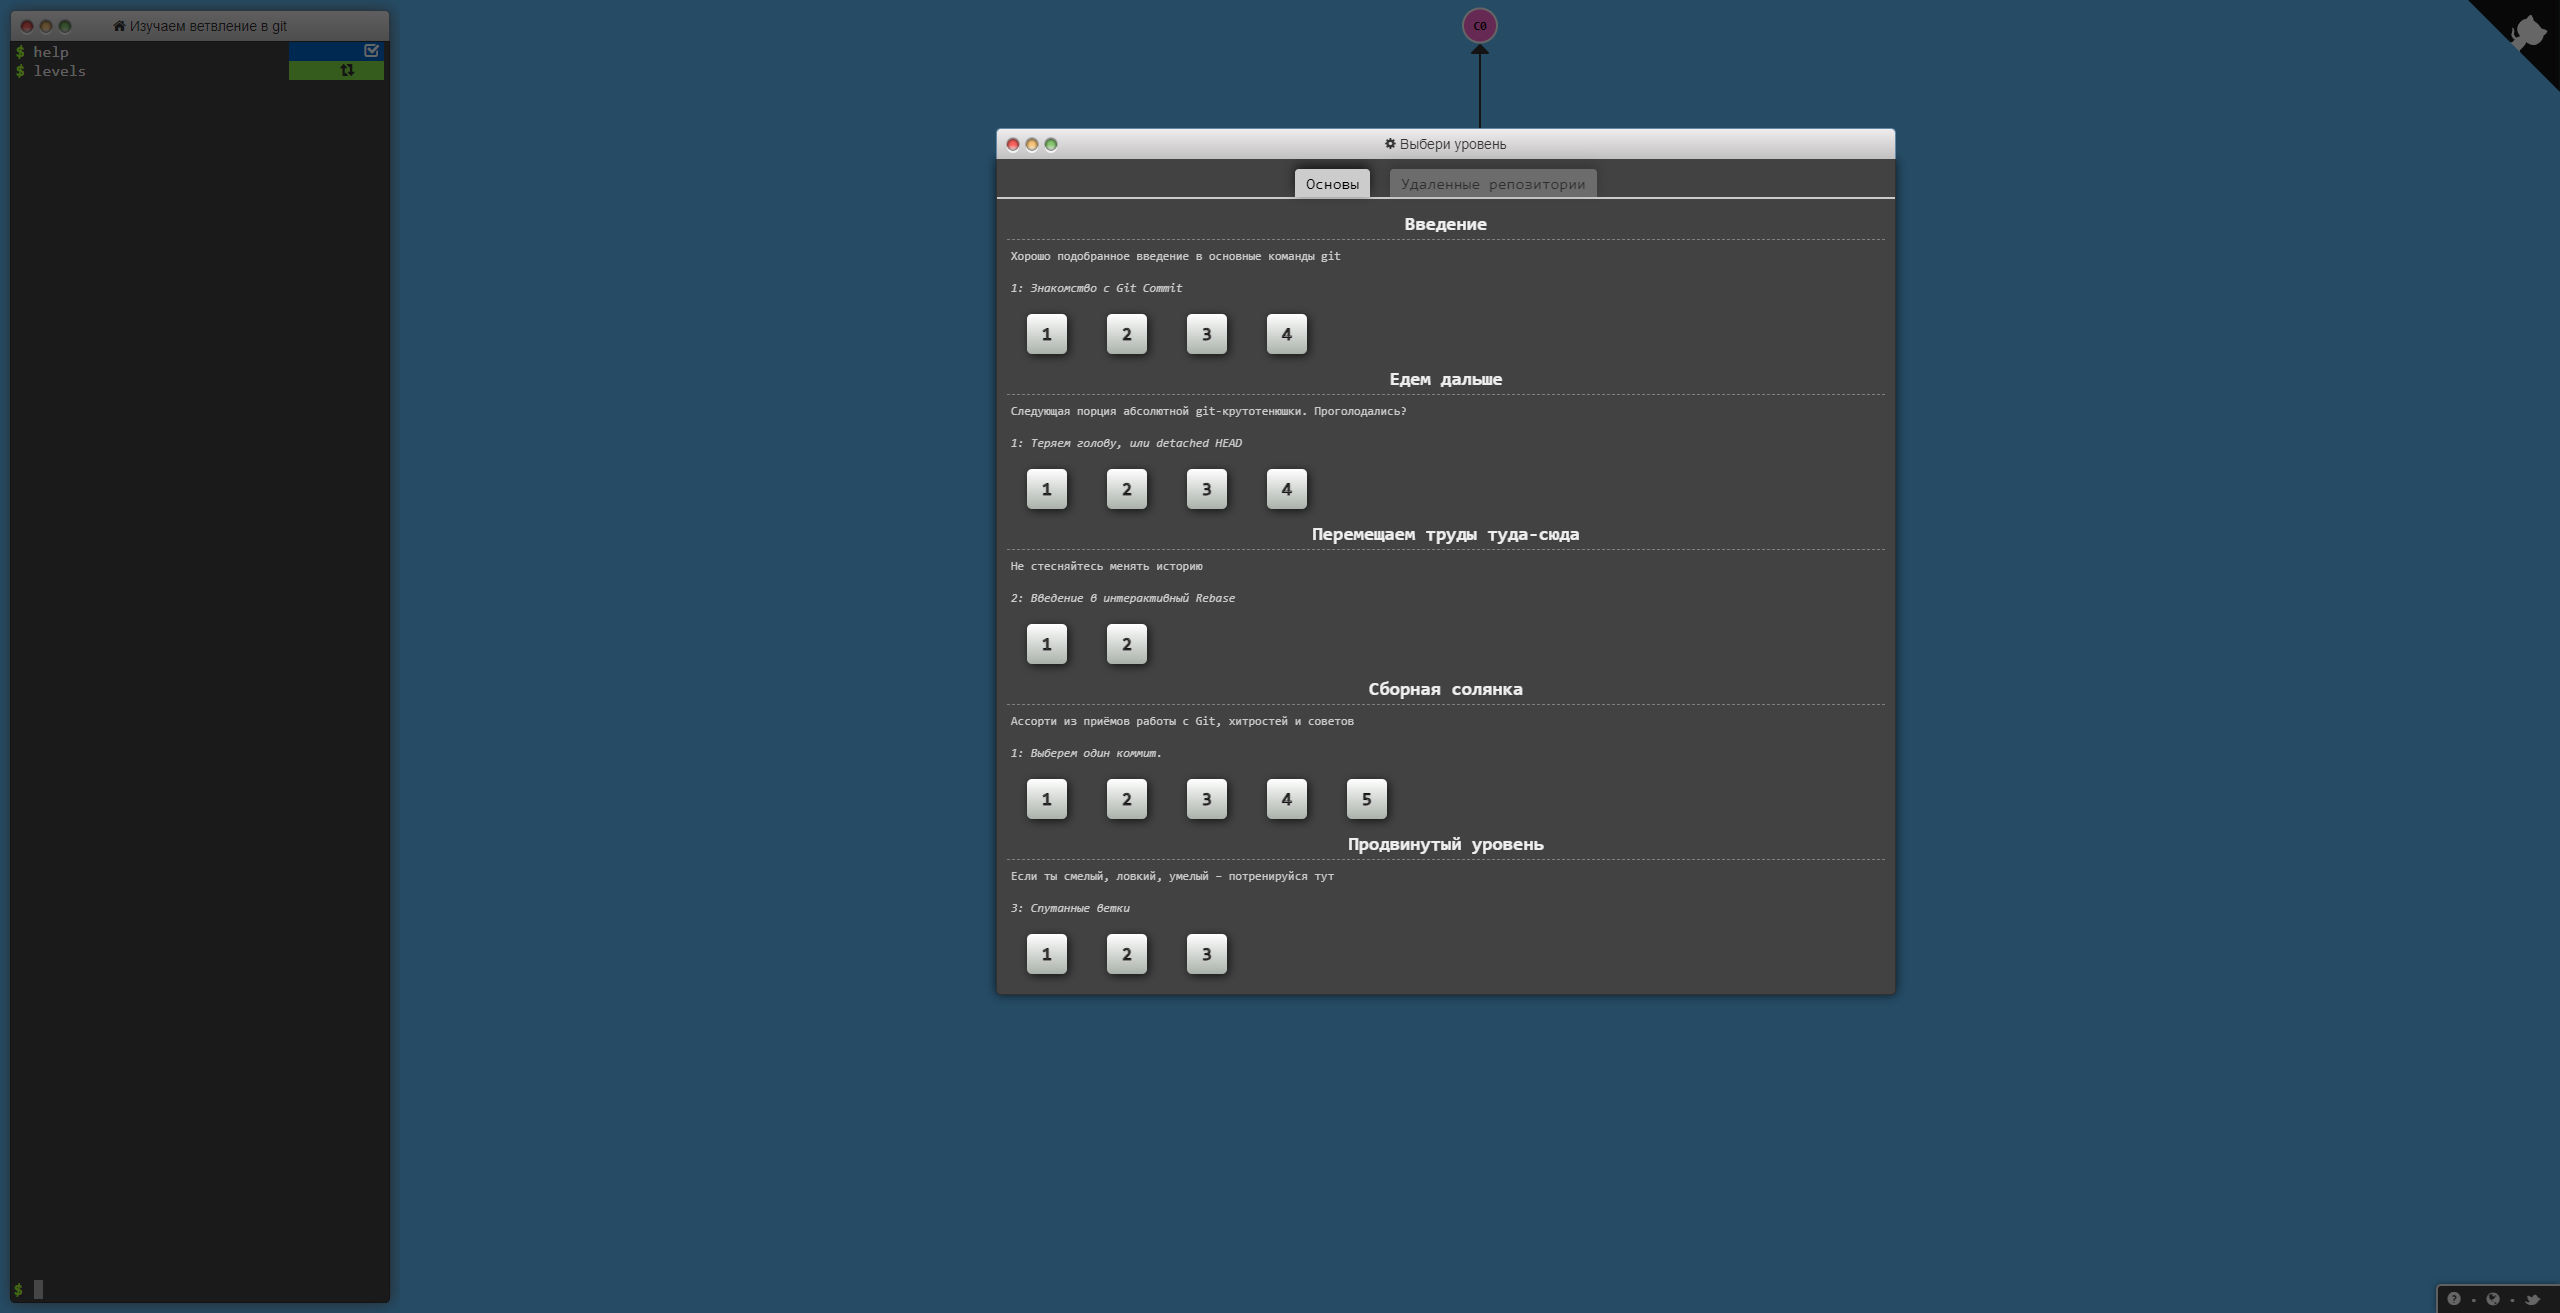 Изучаем ветвление в git
$ help
$ levels
$
C0
Выбери уровень
Основы
Удаленные репозитории
Введение
Хорошо подобранное введение в основные команды git
1: Знакомство с Git Commit
1 2 3 4
Едем дальше
Следующая порция абсолютной git-крутотенюшки. Проголодались?
1: Теряем голову, или detached HEAD
1 2 3 4
Перемещаем труды туда-сюда
Не стесняйтесь менять историю
2: Введение в интерактивный Rebase
1 2
Сборная солянка
Ассорти из приёмов работы с Git, хитростей и советов
1: Выберем один коммит.
1 2 3 4 5
Продвинутый уровень
Если ты смелый, ловкий, умелый – потренируйся тут
3: Спутанные ветки
1 2 3